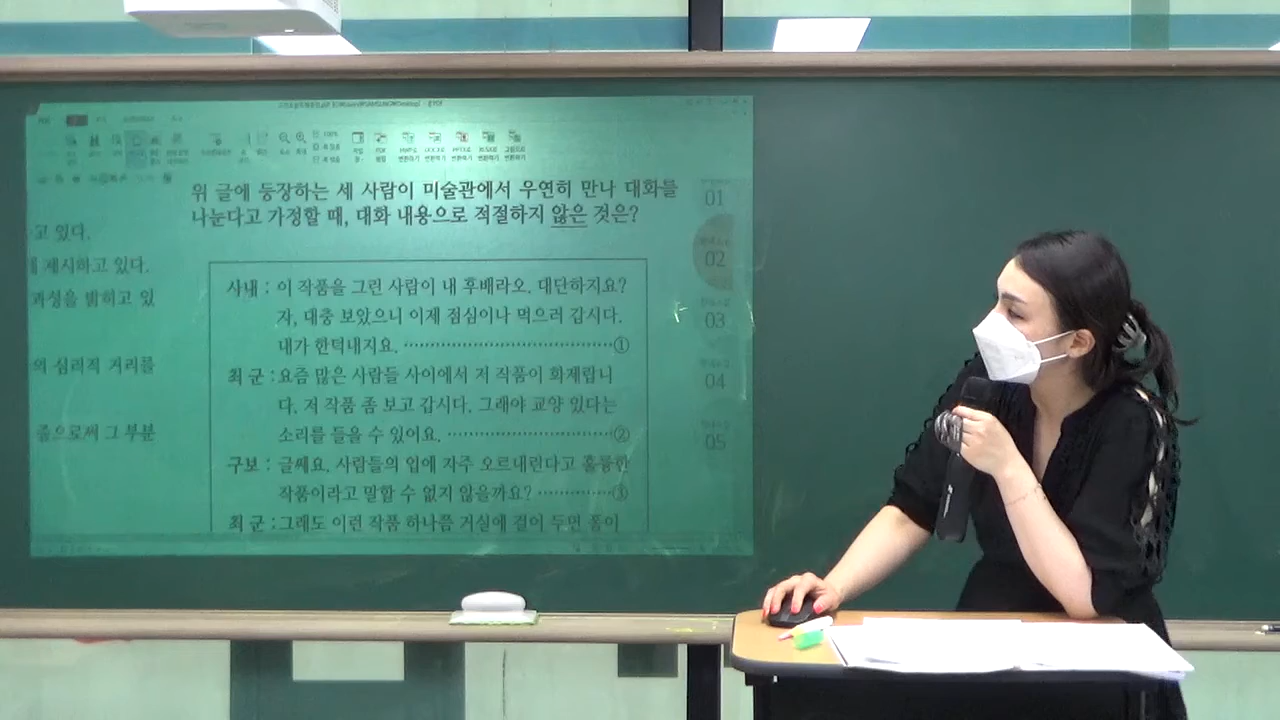 위 글에 등장하는 세 사람이 미술관에서 우연히 만나 대화를
나눈다고 가정할 때, 대화 내용으로 적절하지 않은 것은?
고 있다.
제시하고 있다.
과성을 밝히고 있
의 심리적 거리를
줌으로써 그 부분
사내 : 이 작품을 그린 사람이 내 후배라오. 대단하지요?
자, 대충 보았으니 이제 점심이나 먹으러 갑시다.
내가 한턱내지요. ①
최 군 : 요즘 많은 사람들 사이에서 저 작품이 화제랍니
다. 저 작품 좀 보고 갑시다. 그래야 교양 있다는
소리를 들을 수 있어요. ②
구보 : 글쎄요. 사람들의 입에 자주 오르내린다고 훌륭한
작품이라고 말할 수 없지 않을까요? ③
최 군 : 그래도 이런 작품 하나쯤 거실에 걸어 두면 폼이
01
02
03
04
05